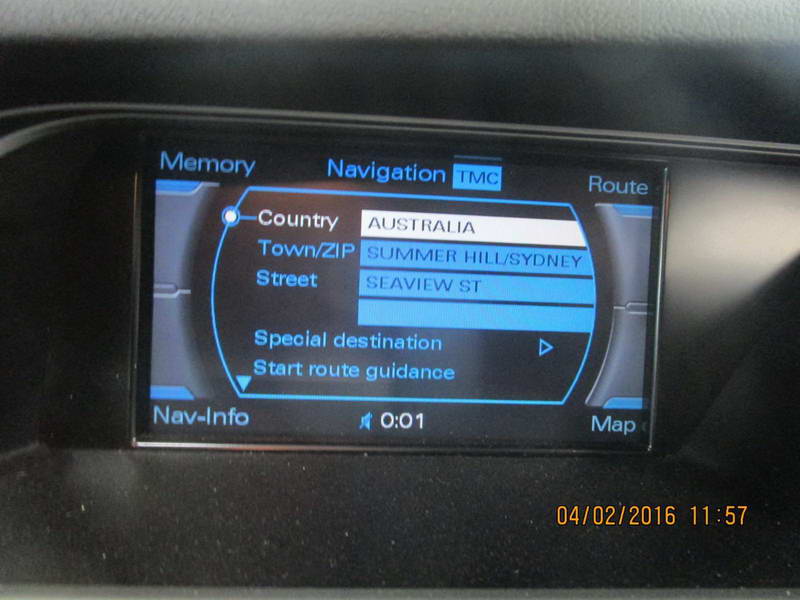 Memory
Navigation TMC
Route
Country AUSTRALIA
Town/ZIP SUMMER HILL/SYDNEY
Street SEAVIEW ST
Special destination
Start route guidance
Nav-Info
0:01
Map
04/02/2016 11:57